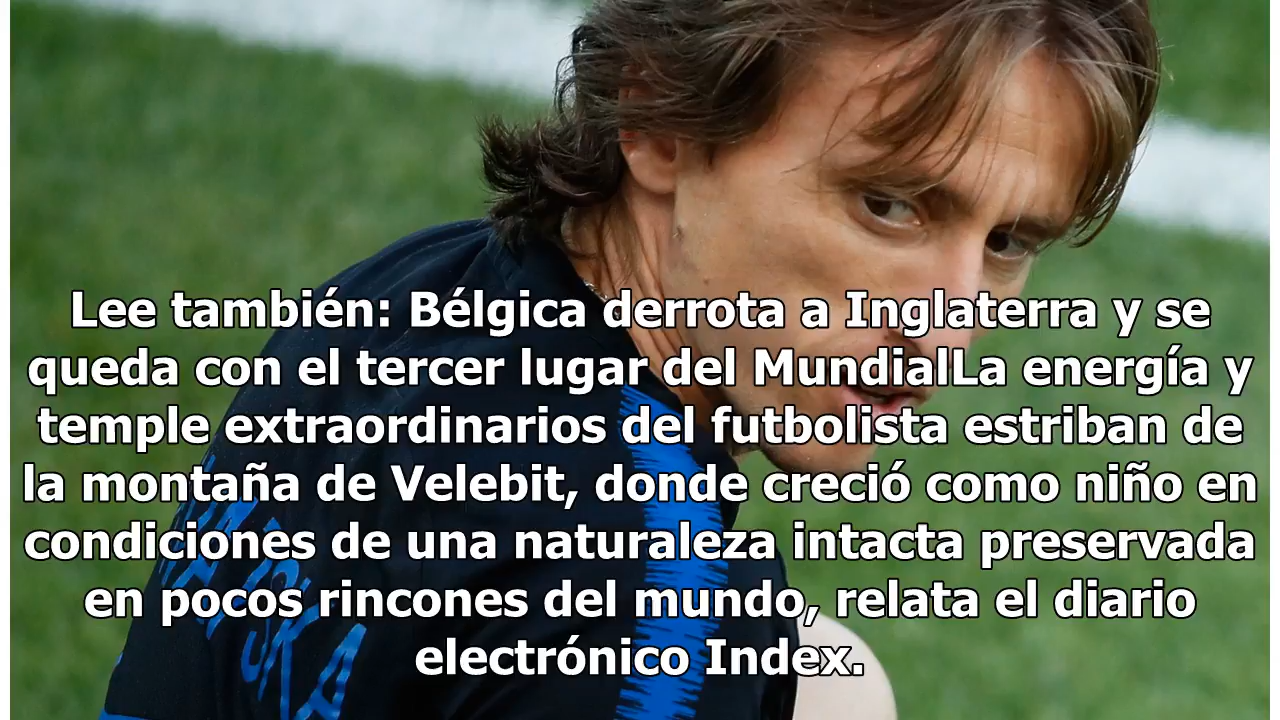 Lee también: Bélgica derrota a Inglaterra y se
queda con el tercer lugar del MundialLa energía y
temple extraordinarios del futbolista estriban de
la montaña de Velebit, donde creció como niño en
condiciones de una naturaleza intacta preservada
en pocos rincones del mundo, relata el diario
electrónico Index.